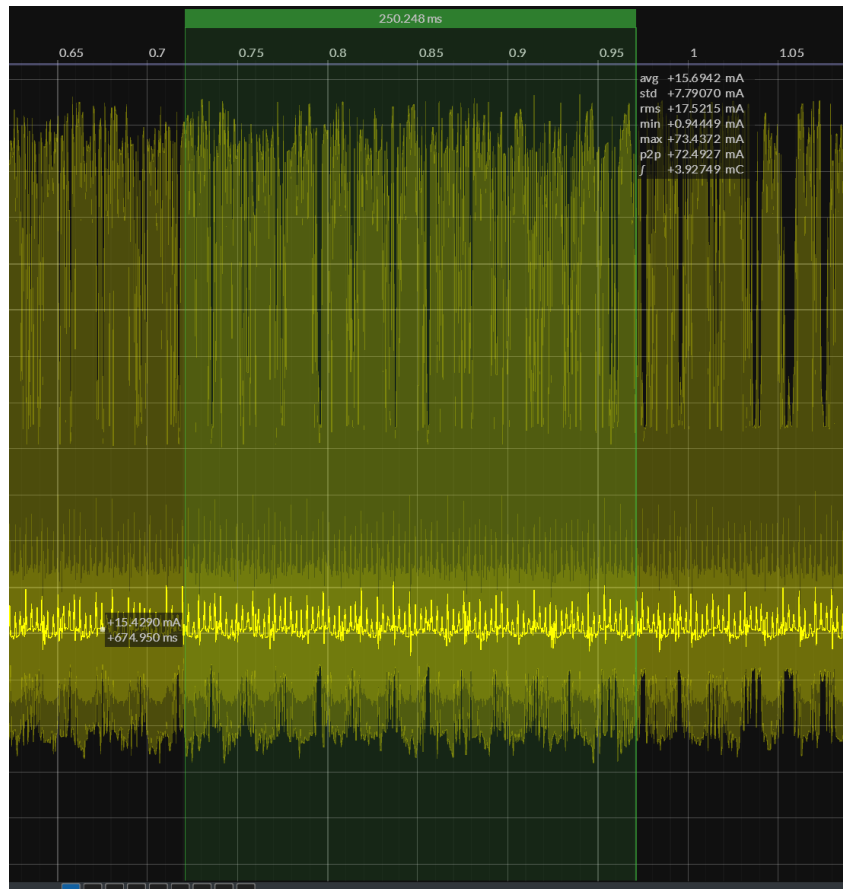 250.248 ms
0.65 0.7 0.75 0.8 0.85 0.9 0.95 1 1.05
avg +15.6942 mA
std +7.79070 mA
rms +17.5215 mA
min +0.94449 mA
max +73.4372 mA
p2p +72.4927 mA
∫ +3.92749 mC
+15.4290 mA
+674.950 ms